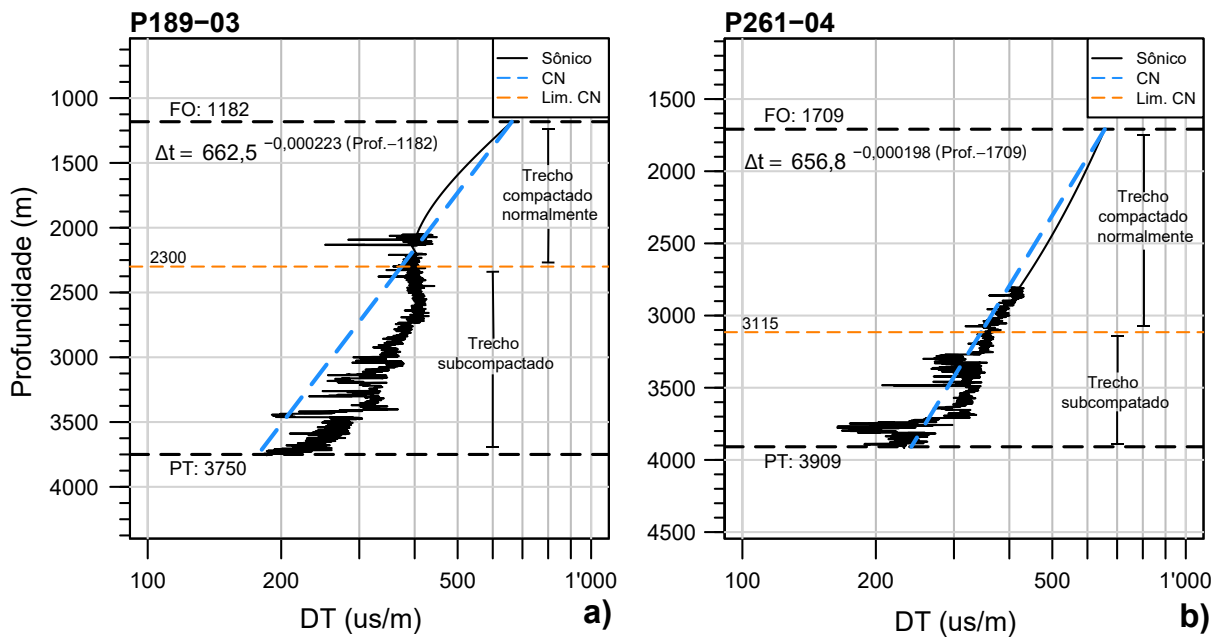 P189−03
Sônico
CN
Lim. CN
FO: 1182
Δt = 662,5 −0,000223 (Prof.−1182)
Trecho
compactado
normalmente
2300
Trecho
subcompactado
PT: 3750
1000
1500
2000
2500
3000
3500
4000
Profundidade (m)
100
200
500
1'000
DT (us/m)
a)
P261−04
Sônico
CN
Lim. CN
FO: 1709
Δt = 656,8 −0,000198 (Prof.−1709)
Trecho
compactado
normalmente
3115
Trecho
subcompatado
PT: 3909
1500
2000
2500
3000
3500
4000
4500
100
200
500
1'000
DT (us/m)
b)